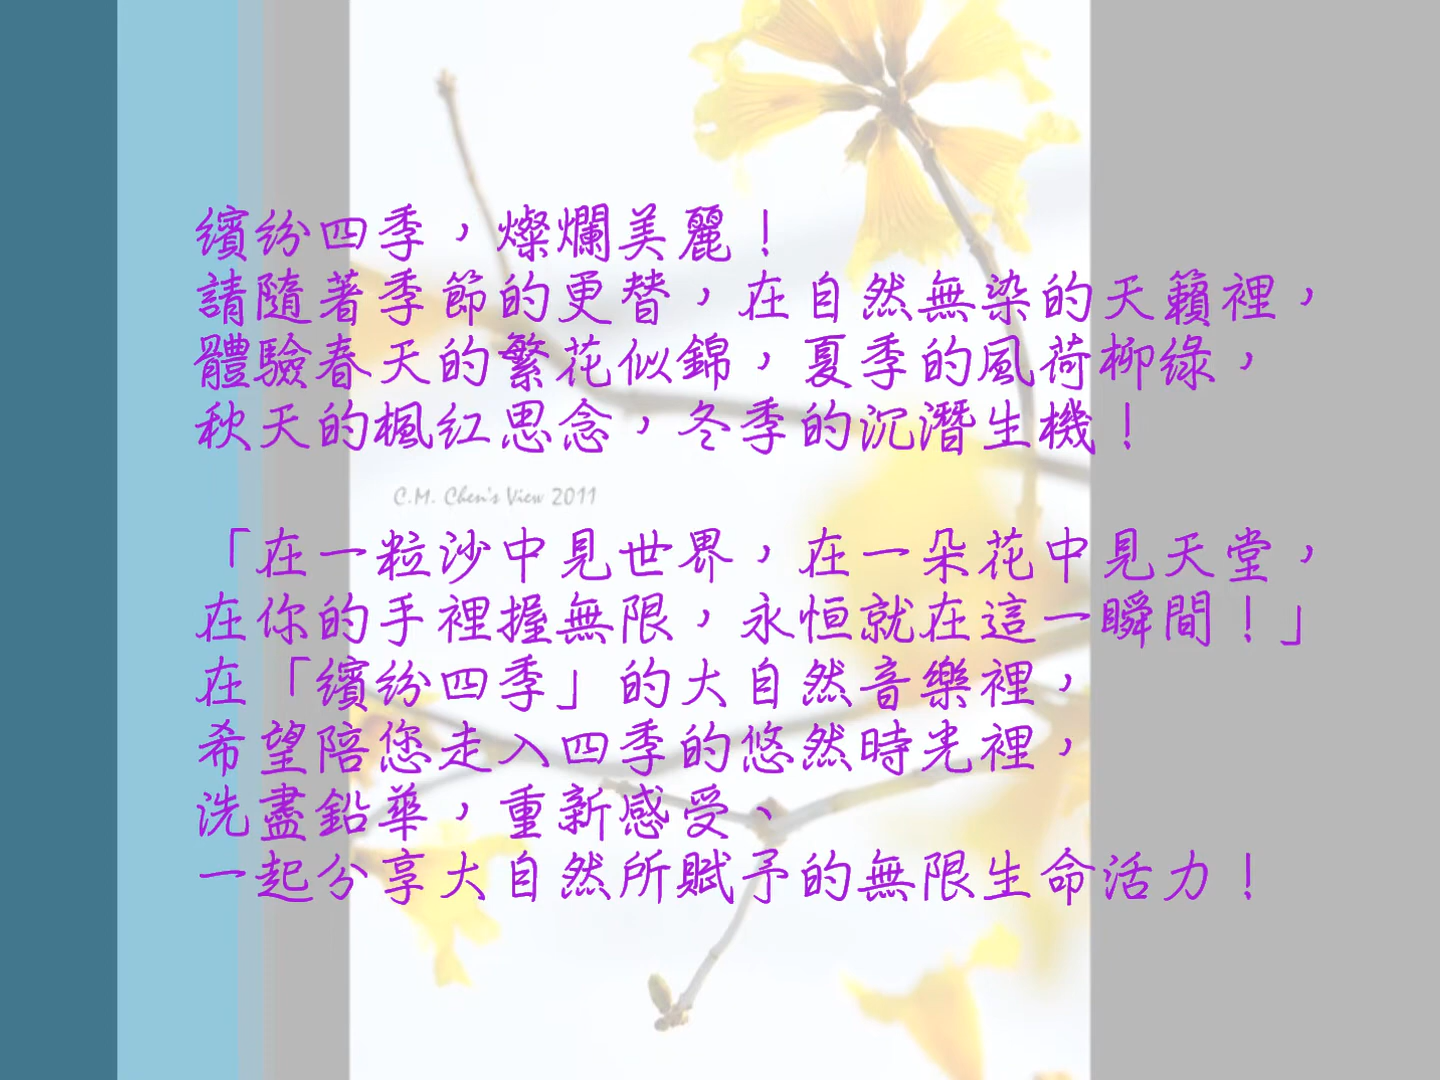 繽紛四季，燦爛美麗！
請隨著季節的更替，在自然無染的天籟裡，
體驗春天的繁花似錦，夏季的風荷柳綠，
秋天的楓紅思念，冬季的沉潛生機！
C.M. Chen's View 2011
「在一粒沙中見世界，在一朵花中見天堂，
在你的手裡握無限，永恒就在這一瞬間！」
在「繽紛四季」的大自然音樂裡，
希望陪您走入四季的悠然時光裡，
洗盡鉛華，重新感受、
一起分享大自然所賦予的無限生命活力！